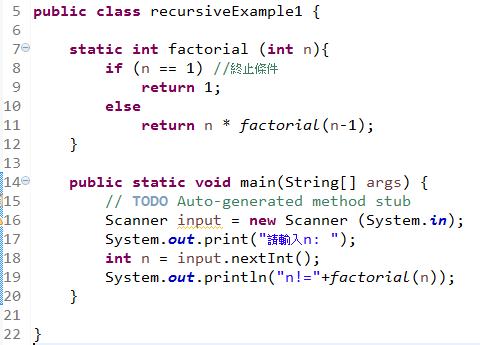 5 public class recursiveExample1 {
6
7 static int factorial (int n){
8 if (n == 1) //終止條件
9 return 1;
10 else
11 return n * factorial(n-1);
12 }
13
14 public static void main(String[] args) {
15 // TODO Auto-generated method stub
16 Scanner input = new Scanner (System.in);
17 System.out.print("請輸入n: ");
18 int n = input.nextInt();
19 System.out.println("n!="+factorial(n));
20 }
21
22 }